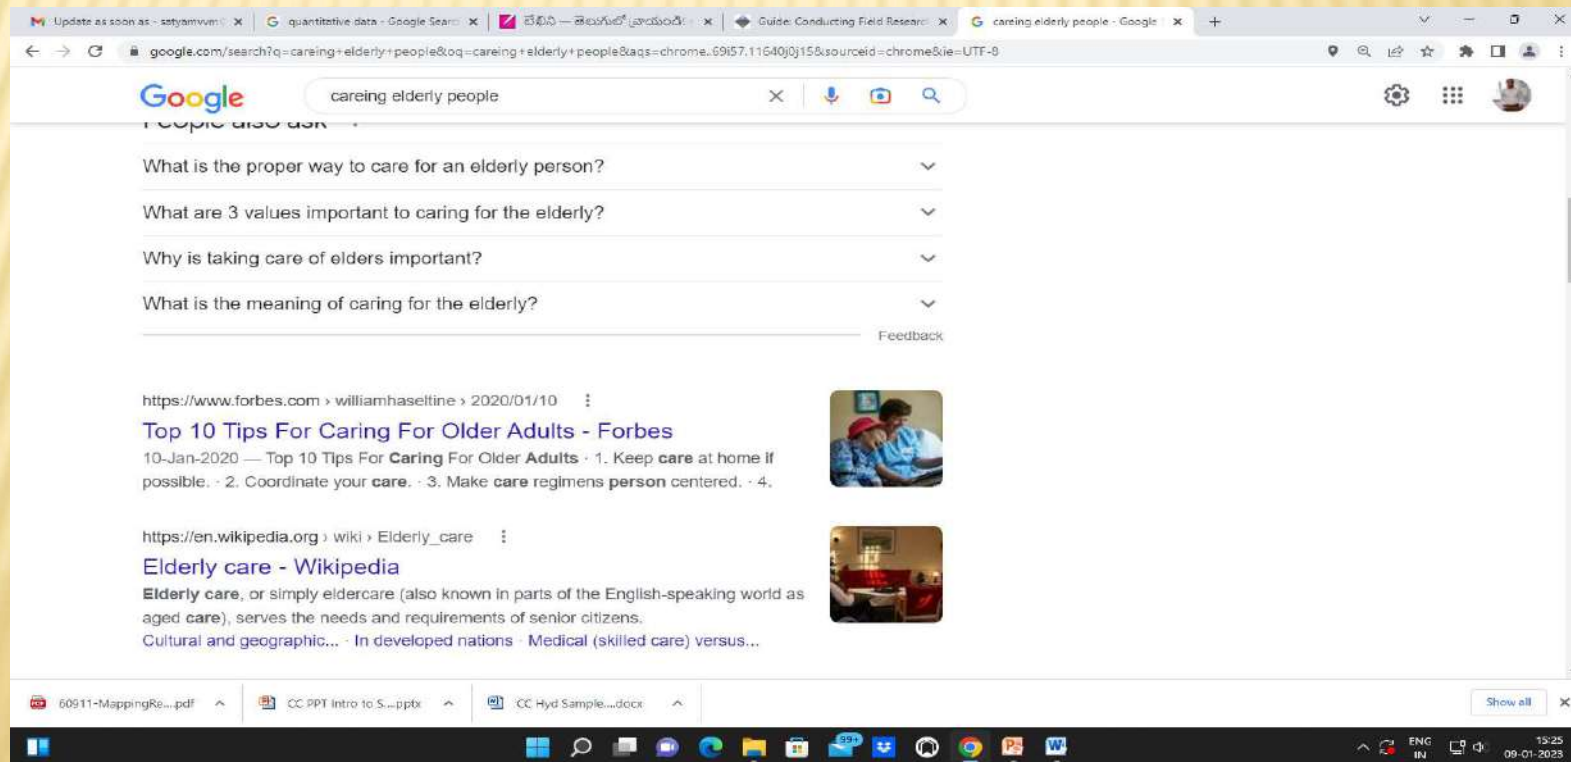 Update as soon as - satyamvvm
quantitative data - Google Sear
లేఖిని — తెలుగులో వ్రాయండి
Guide: Conducting Field Researc
careing elderly people - Google
google.com/search?q=careing+elderly+people&oq=careing+elderly+people&aqs=chrome..69i57.11640j0j15&sourceid=chrome&ie=UTF-8
Google
careing elderly people
People also ask
What is the proper way to care for an elderly person?
What are 3 values important to caring for the elderly?
Why is taking care of elders important?
What is the meaning of caring for the elderly?
Feedback
https://www.forbes.com › williamhaseltine › 2020/01/10
Top 10 Tips For Caring For Older Adults - Forbes
10-Jan-2020 — Top 10 Tips For Caring For Older Adults · 1. Keep care at home if
possible. · 2. Coordinate your care. · 3. Make care regimens person centered. · 4.
https://en.wikipedia.org › wiki › Elderly_care
Elderly care - Wikipedia
Elderly care, or simply eldercare (also known in parts of the English-speaking world as
aged care), serves the needs and requirements of senior citizens.
Cultural and geographic... · In developed nations · Medical (skilled care) versus...
60911-MappingRe....pdf
CC PPT Intro to S....pptx
CC Hyd Sample....docx
Show all
99+
ENG
IN
15:25
09-01-2023